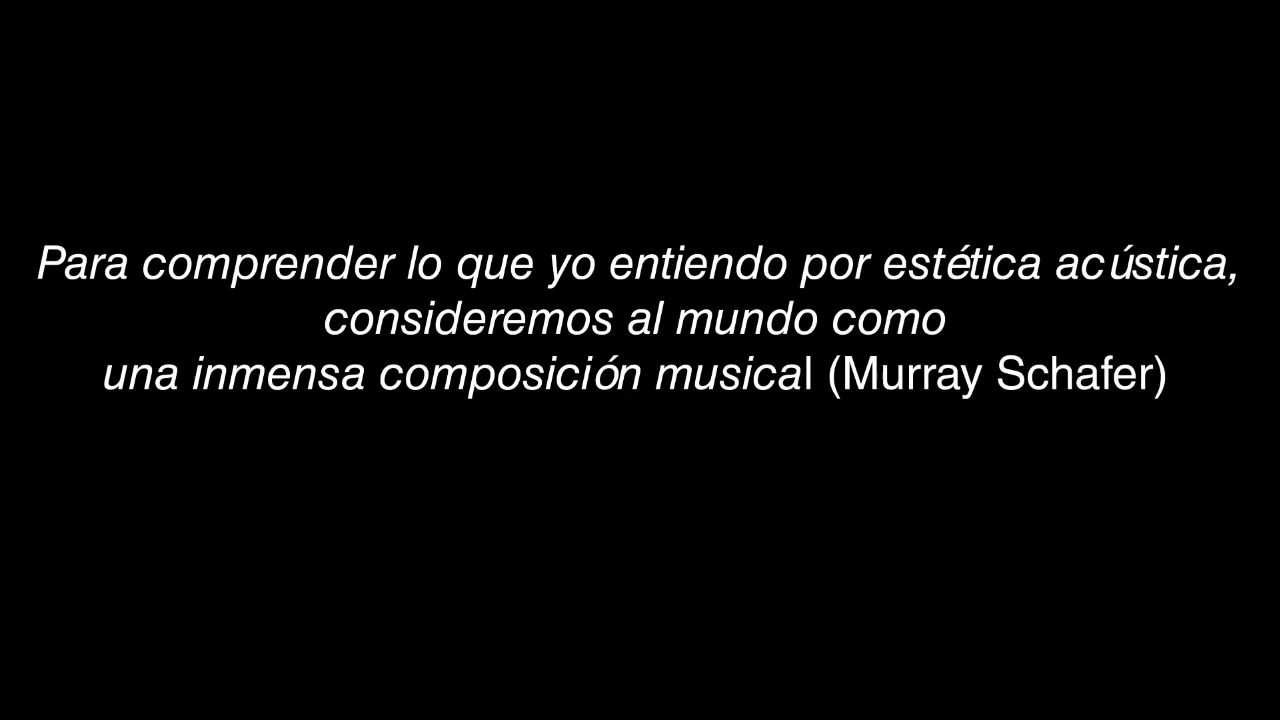 Para comprender lo que yo entiendo por estética acústica,
consideremos al mundo como
una inmensa composición musical (Murray Schafer)